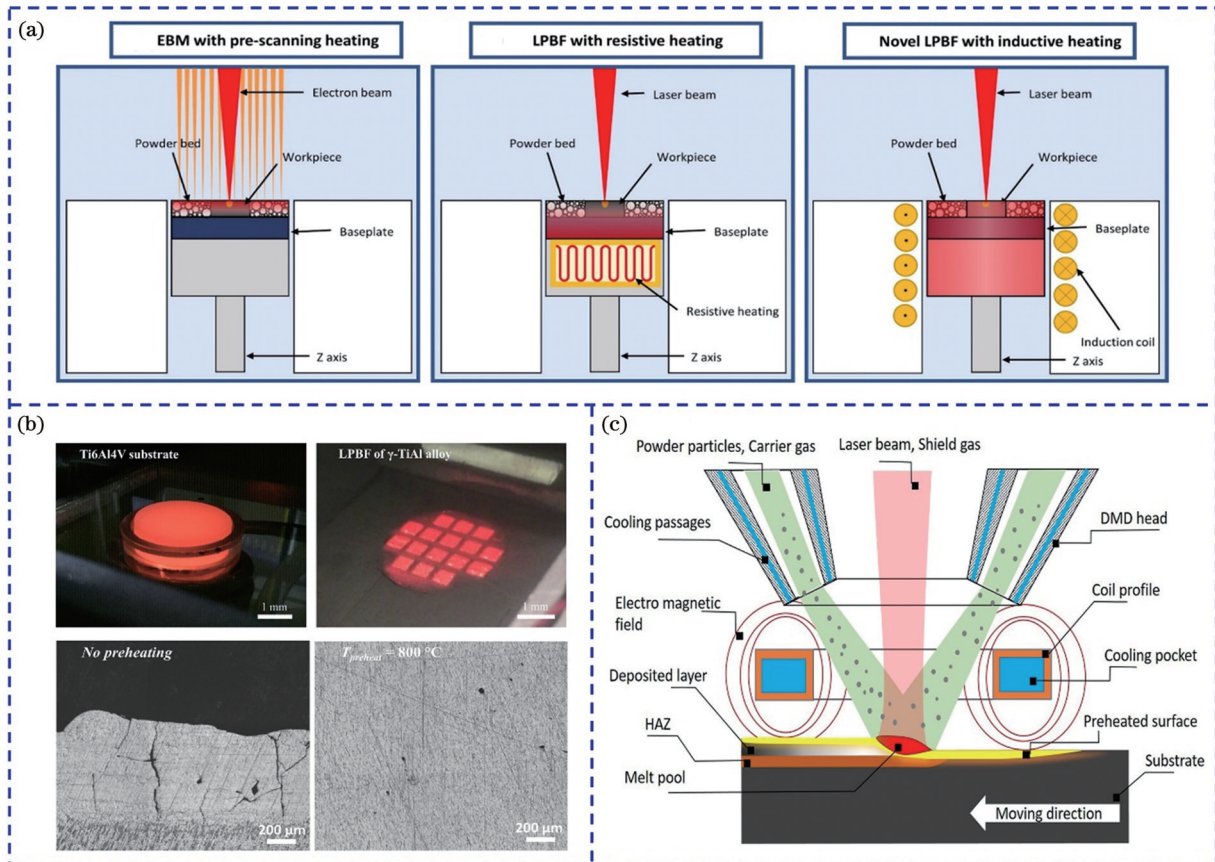 (a)
EBM with pre-scanning heating
LPBF with resistive heating
Novel LPBF with inductive heating
Electron beam
Powder bed
Workpiece
Baseplate
Z axis
Laser beam
Powder bed
Workpiece
Baseplate
Resistive heating
Z axis
Laser beam
Powder bed
Workpiece
Baseplate
Induction coil
Z axis
(b)
Ti6Al4V substrate
1 mm
LPBF of γ-TiAl alloy
1 mm
No preheating
200 μm
Tpreheat = 800 °C
200 μm
(c)
Powder particles, Carrier gas
Laser beam, Shield gas
Cooling passages
DMD head
Electro magnetic
field
Coil profile
Cooling pocket
Deposited layer
HAZ
Melt pool
Preheated surface
Substrate
Moving direction